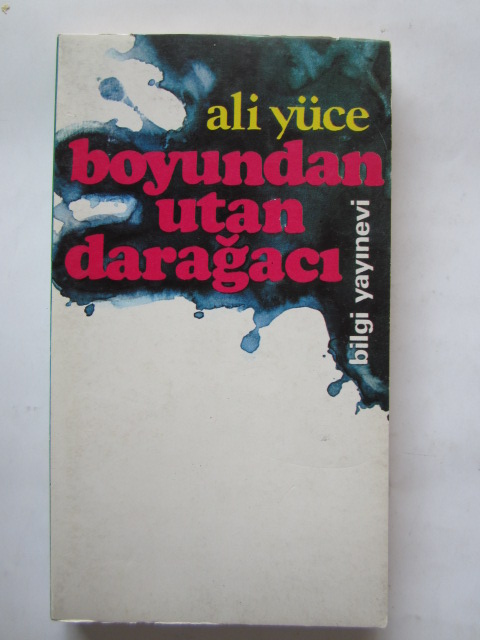 ali yüce
boyundan
utan
darağacı
bilgi yayınevi